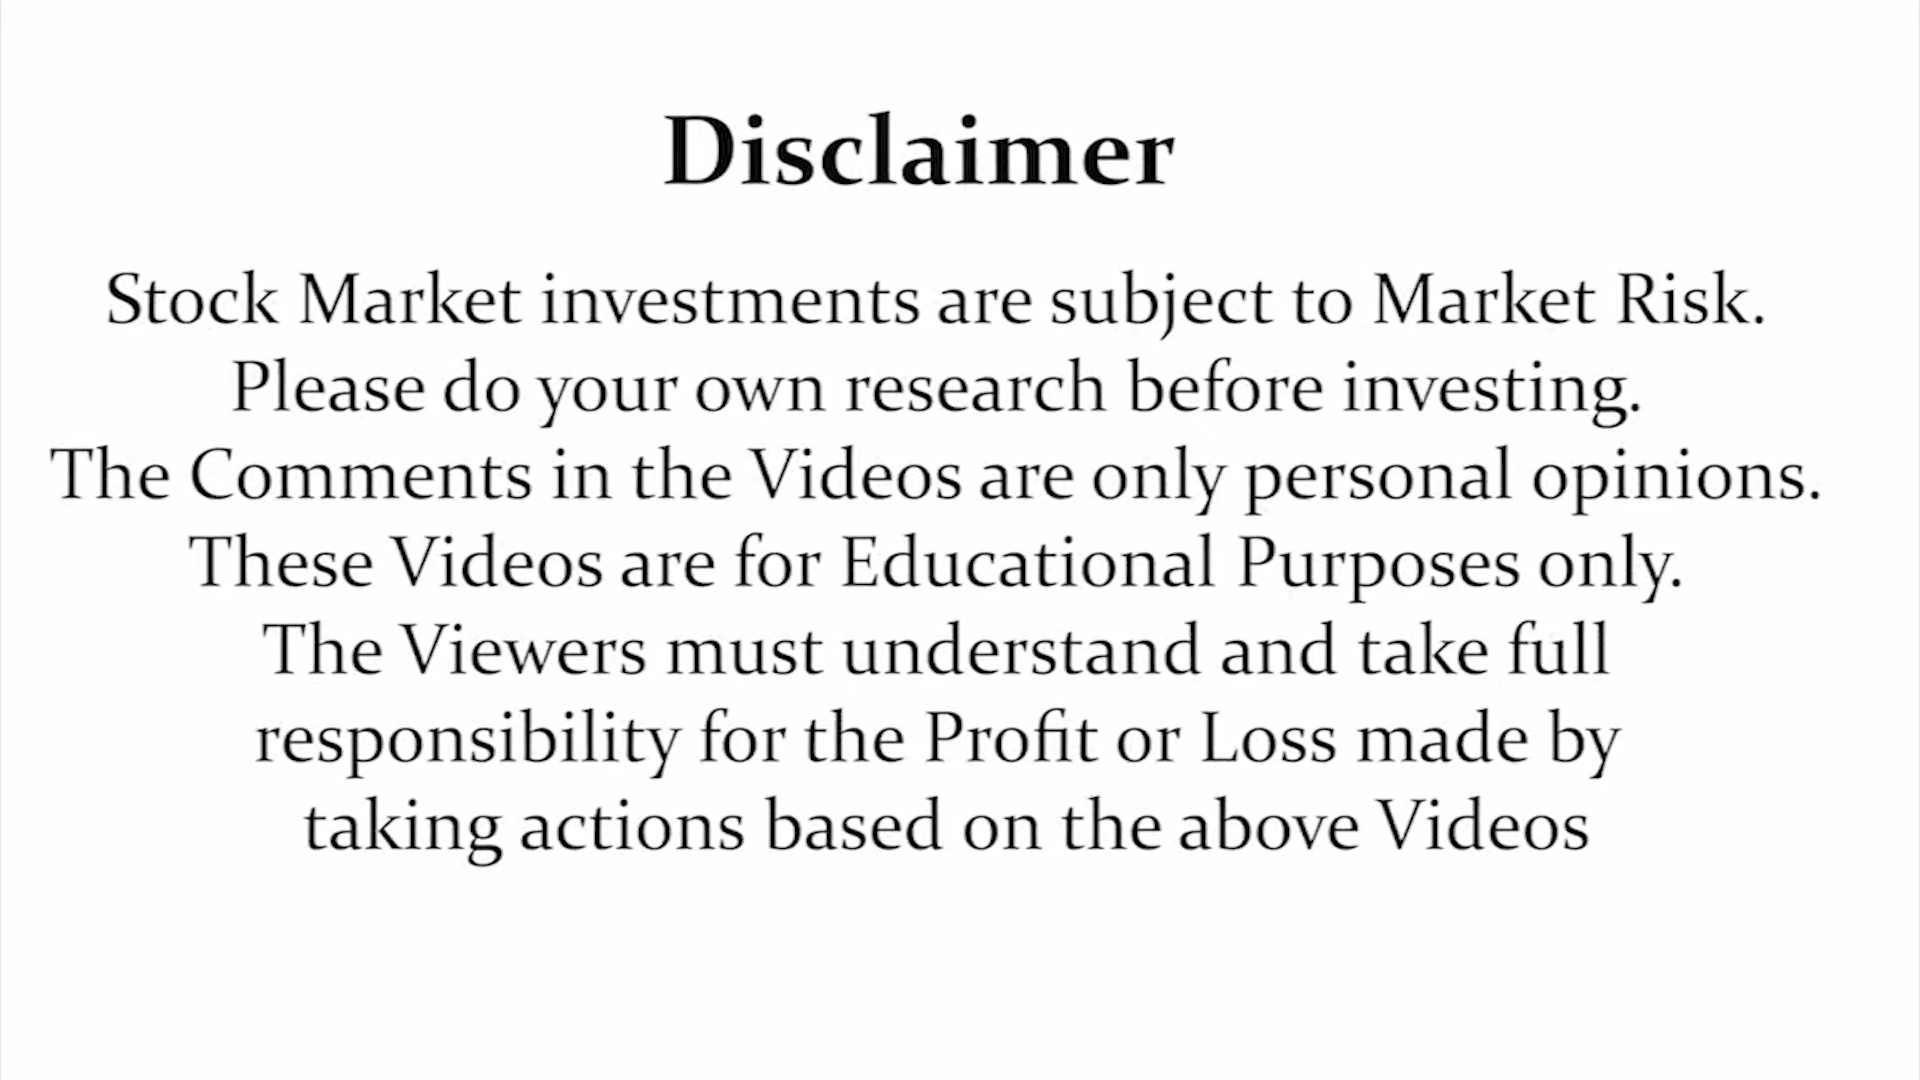 Disclaimer
Stock Market investments are subject to Market Risk.
Please do your own research before investing.
The Comments in the Videos are only personal opinions.
These Videos are for Educational Purposes only.
The Viewers must understand and take full
responsibility for the Profit or Loss made by
taking actions based on the above Videos